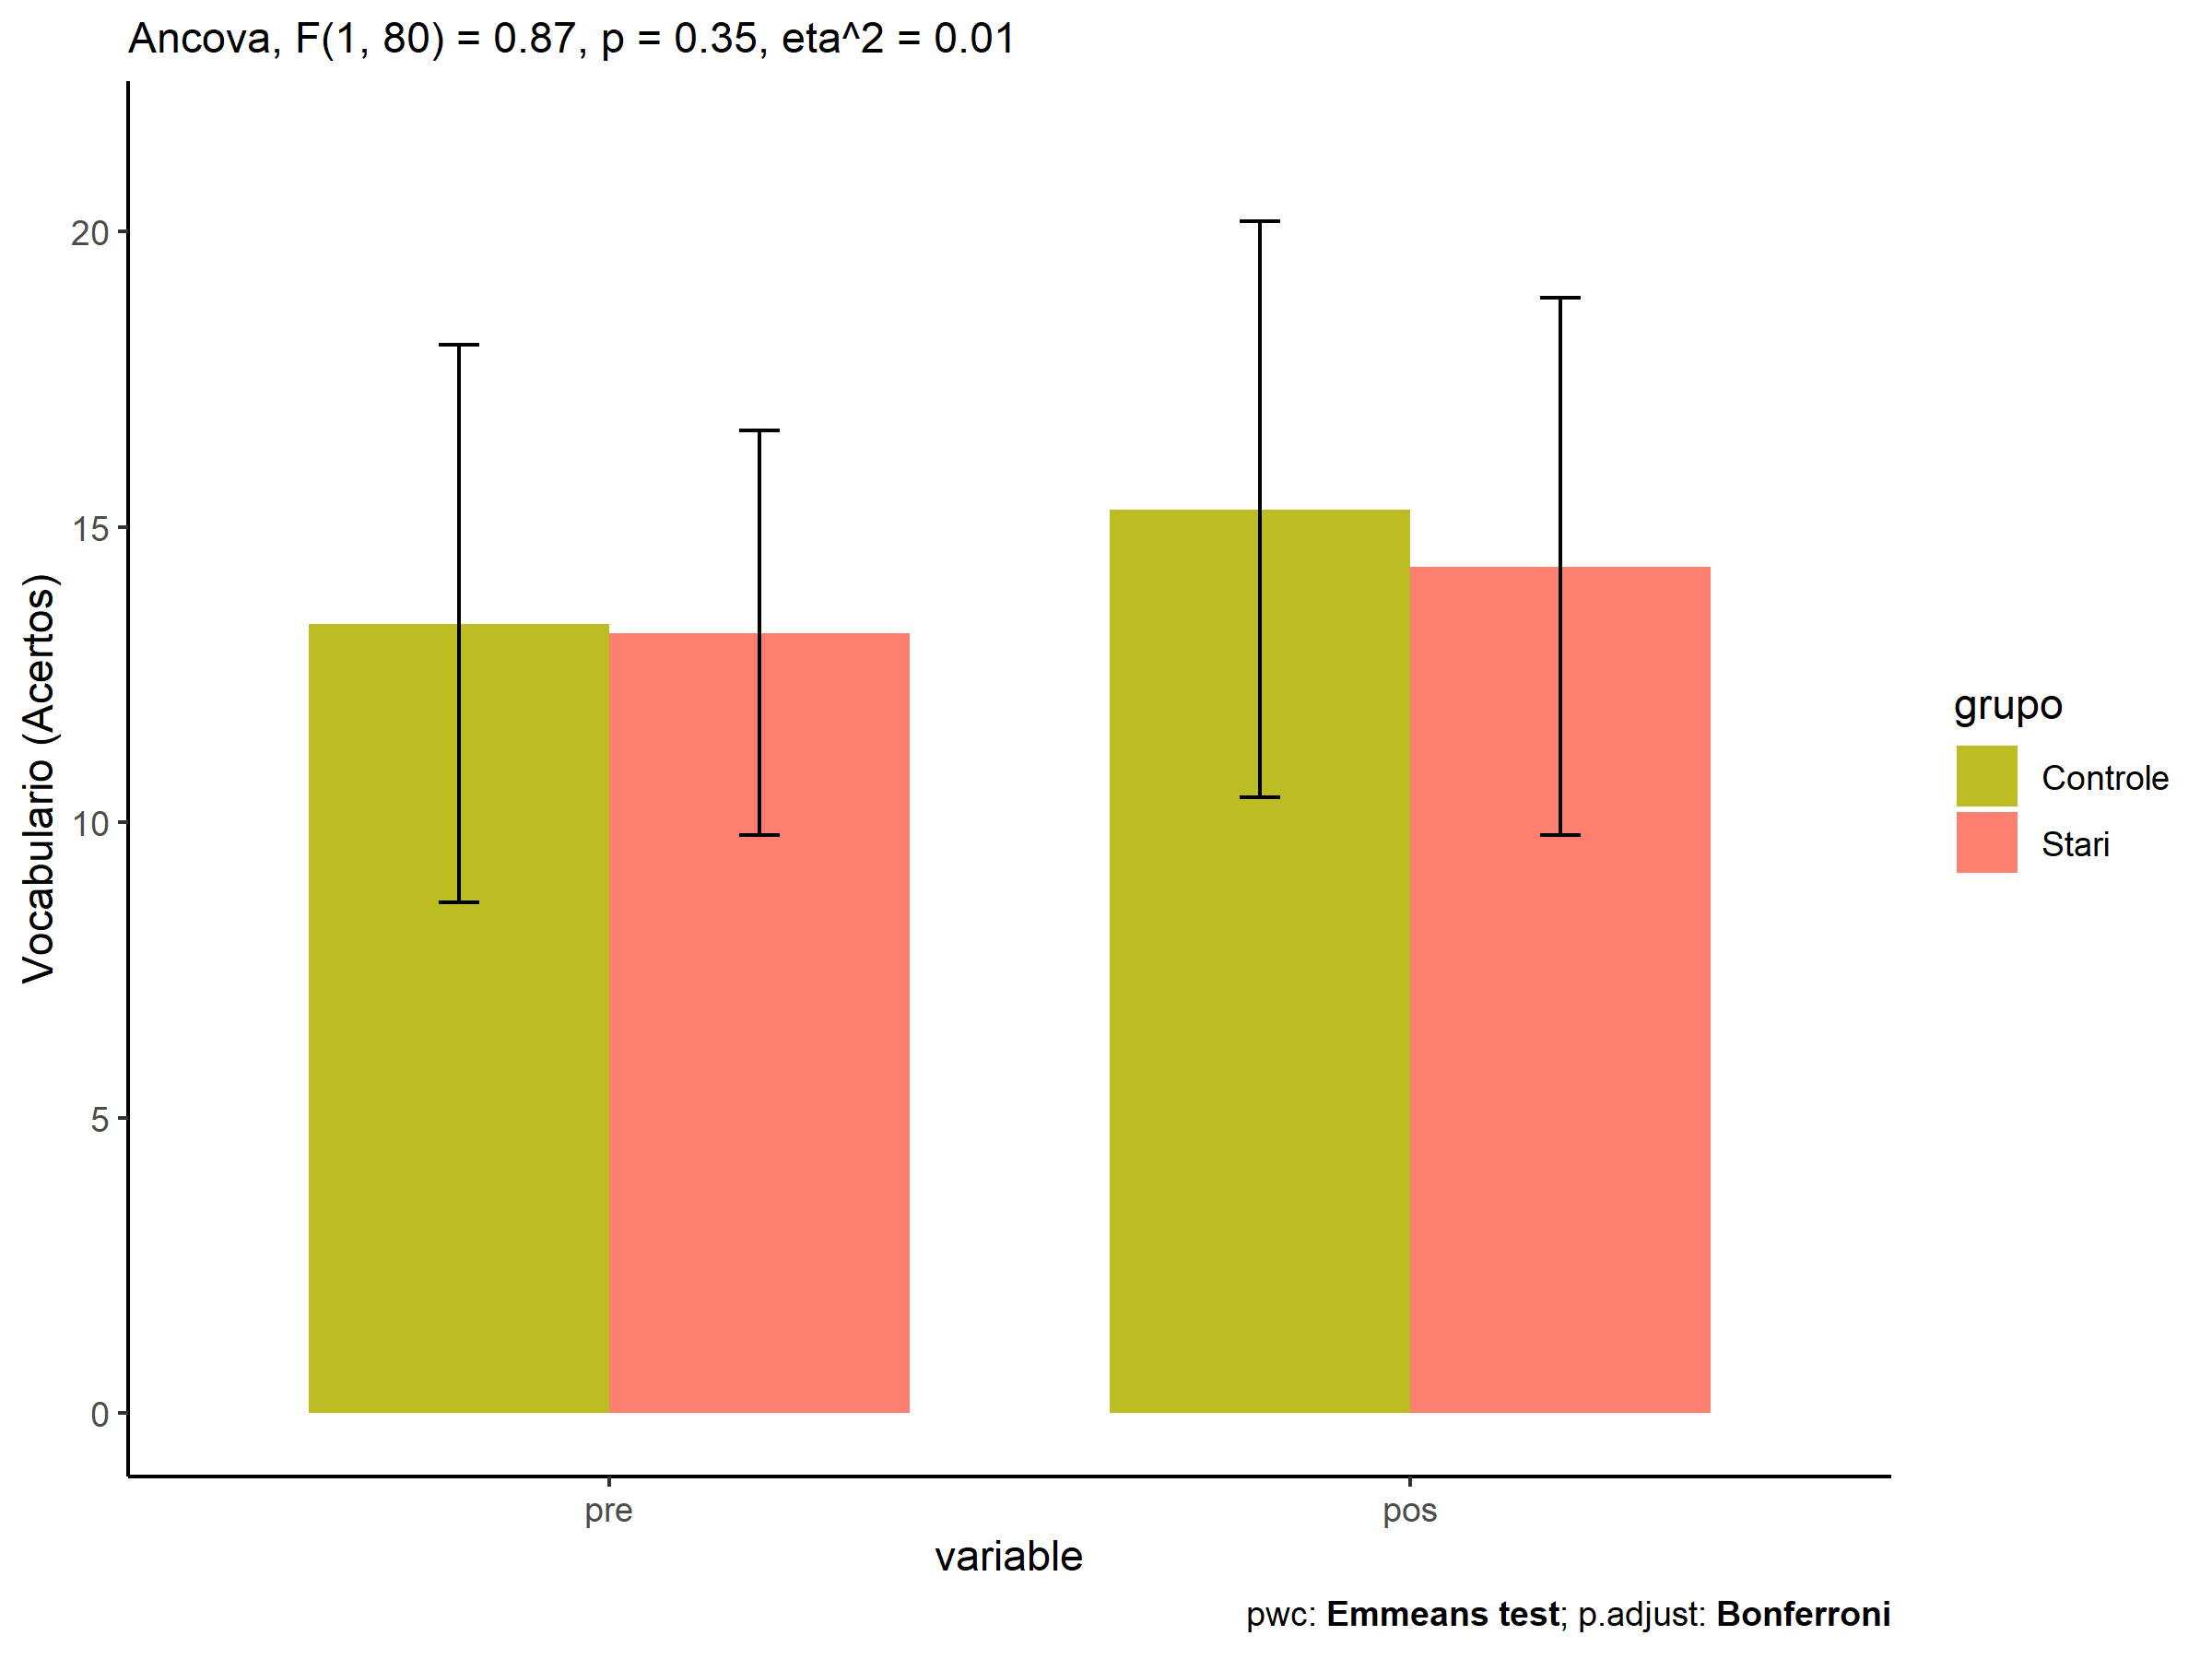 Ancova, F(1, 80) = 0.87, p = 0.35, eta^2 = 0.01
Vocabulario (Acertos)
20
15
10
5
0
pre
pos
variable
grupo
Controle
Stari
pwc: Emmeans test; p.adjust: Bonferroni